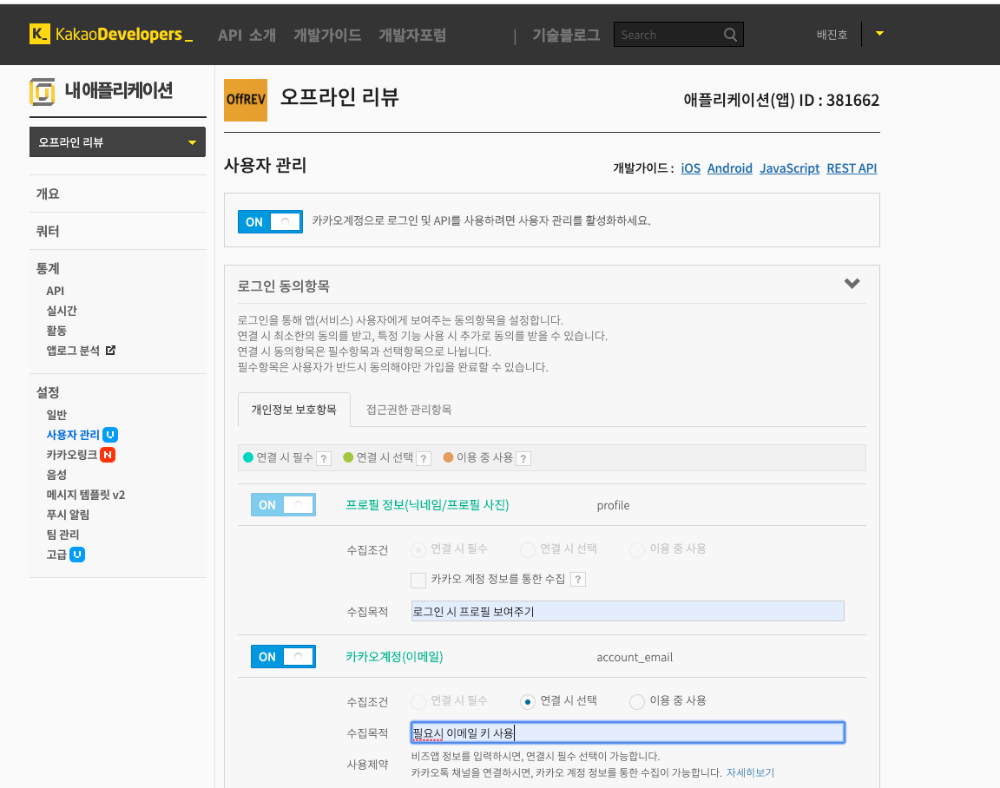 K_ KakaoDevelopers_ API 소개 개발가이드 개발자포럼 | 기술블로그 Search 배진호
내 애플리케이션
오프라인 리뷰
개요
쿼터
통계
API
실시간
활동
앱로그 분석
설정
일반
사용자 관리 U
카카오링크 N
음성
메시지 템플릿 v2
푸시 알림
팀 관리
고급 U
OffREV 오프라인 리뷰 애플리케이션(앱) ID : 381662
사용자 관리 개발가이드 : iOS Android JavaScript REST API
ON 카카오계정으로 로그인 및 API를 사용하려면 사용자 관리를 활성화하세요.
로그인 동의항목
로그인을 통해 앱(서비스) 사용자에게 보여주는 동의항목을 설정합니다.
연결 시 최소한의 동의를 받고, 특정 기능 사용 시 추가로 동의를 받을 수 있습니다.
연결 시 동의항목은 필수항목과 선택항목으로 나뉩니다.
필수항목은 사용자가 반드시 동의해야만 가입을 완료할 수 있습니다.
개인정보 보호항목 접근권한 관리항목
연결 시 필수 ? 연결 시 선택 ? 이용 중 사용 ?
ON 프로필 정보(닉네임/프로필 사진) profile
수집조건 연결 시 필수 연결 시 선택 이용 중 사용
카카오 계정 정보를 통한 수집 ?
수집목적 로그인 시 프로필 보여주기
ON 카카오계정(이메일) account_email
수집조건 연결 시 필수 연결 시 선택 이용 중 사용
수집목적 필요시 이메일 키 사용
사용제약 비즈앱 정보를 입력하시면, 연결시 필수 선택이 가능합니다.
카카오톡 채널을 연결하시면, 카카오 계정 정보를 통한 수집이 가능합니다. 자세히보기